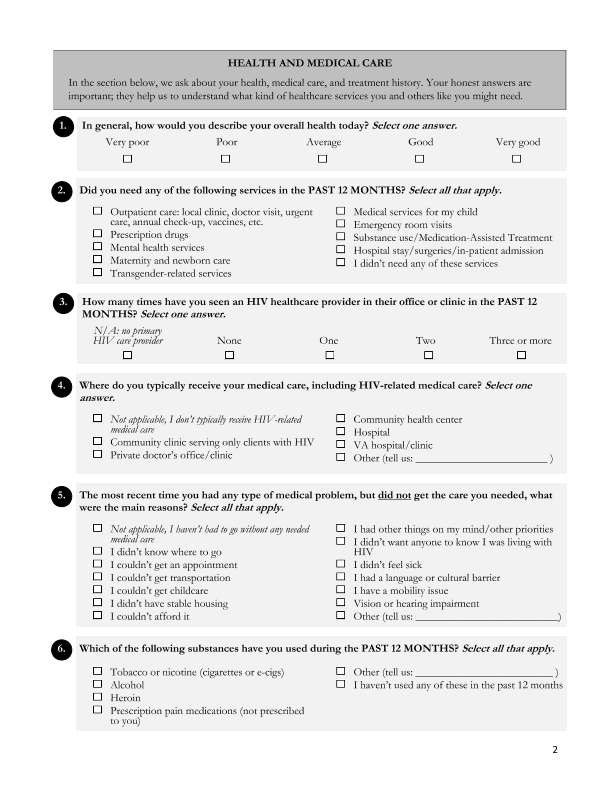 HEALTH AND MEDICAL CARE
In the section below, we ask about your health, medical care, and treatment history. Your honest answers are
important; they help us to understand what kind of healthcare services you and others like you might need.
1. In general, how would you describe your overall health today? Select one answer.
Very poor Poor Average Good Very good
2. Did you need any of the following services in the PAST 12 MONTHS? Select all that apply.
Outpatient care: local clinic, doctor visit, urgent
care, annual check-up, vaccines, etc.
Prescription drugs
Mental health services
Maternity and newborn care
Transgender-related services
Medical services for my child
Emergency room visits
Substance use/Medication-Assisted Treatment
Hospital stay/surgeries/in-patient admission
I didn't need any of these services
3. How many times have you seen an HIV healthcare provider in their office or clinic in the PAST 12
MONTHS? Select one answer.
N/A: no primary
HIV care provider None One Two Three or more
4. Where do you typically receive your medical care, including HIV-related medical care? Select one
answer.
Not applicable, I don't typically receive HIV-related
medical care
Community clinic serving only clients with HIV
Private doctor's office/clinic
Community health center
Hospital
VA hospital/clinic
Other (tell us: _________________________ )
5. The most recent time you had any type of medical problem, but did not get the care you needed, what
were the main reasons? Select all that apply.
Not applicable, I haven't had to go without any needed
medical care
I didn't know where to go
I couldn't get an appointment
I couldn't get transportation
I couldn't get childcare
I didn't have stable housing
I couldn't afford it
I had other things on my mind/other priorities
I didn't want anyone to know I was living with
HIV
I didn't feel sick
I had a language or cultural barrier
I have a mobility issue
Vision or hearing impairment
Other (tell us: ___________________________)
6. Which of the following substances have you used during the PAST 12 MONTHS? Select all that apply.
Tobacco or nicotine (cigarettes or e-cigs)
Alcohol
Heroin
Prescription pain medications (not prescribed
to you)
Other (tell us: __________________________ )
I haven't used any of these in the past 12 months
2